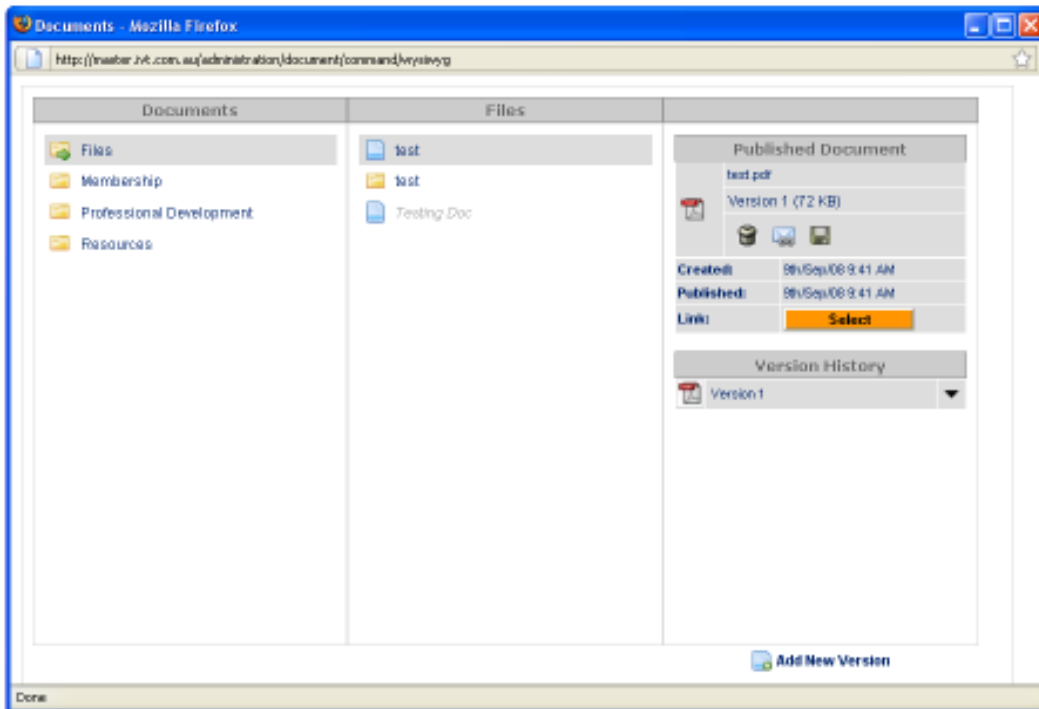 Documents - Mozilla Firefox
http://master.ivt.com.au/administration/document/command/wysiwyg
Documents
Files
Files
Membership
Professional Development
Resources
test
test
Testing Doc
Published Document
test.pdf
Version 1 (72 KB)
Created: 9th/Sep/08 9:41 AM
Published: 9th/Sep/08 9:41 AM
Link: Select
Version History
Version 1
Add New Version
Done